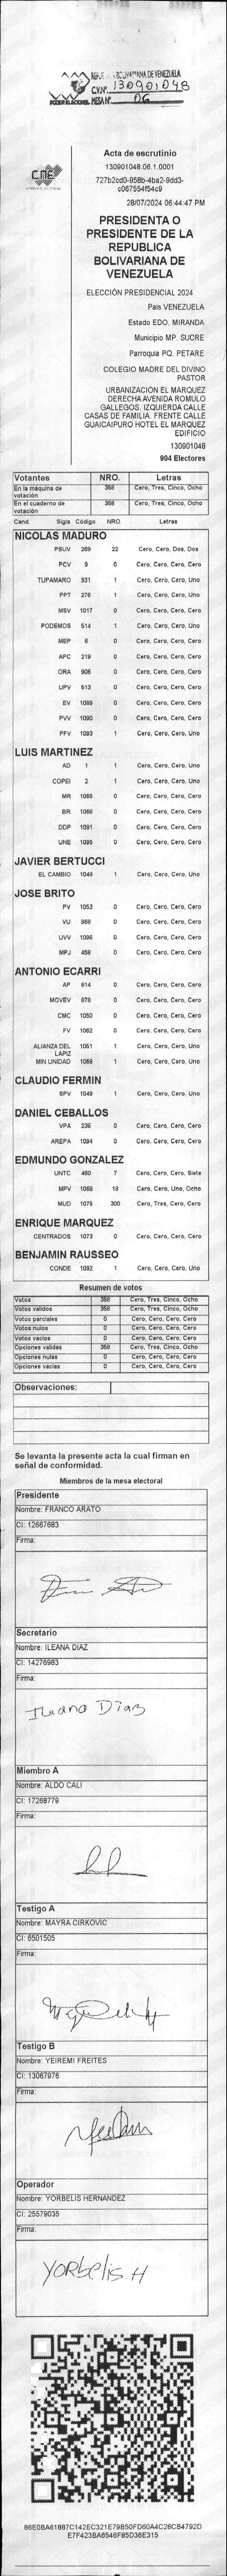 REPUBLICA BOLIVARIANA DE VENEZUELA
C.V.Nº 130901048
PODER ELECTORAL MESA Nº 06
CNE
Acta de escrutinio
130901048.06.1.0001
727b2cd0-958b-4ba2-9dd3-
c067554f54c9
28/07/2024 06:44:47 PM
PRESIDENTA O
PRESIDENTE DE LA
REPUBLICA
BOLIVARIANA DE
VENEZUELA
ELECCIÓN PRESIDENCIAL 2024
País VENEZUELA
Estado EDO. MIRANDA
Municipio MP. SUCRE
Parroquia PQ. PETARE
COLEGIO MADRE DEL DIVINO
PASTOR
URBANIZACIÓN EL MARQUEZ
DERECHA AVENIDA ROMULO
GALLEGOS. IZQUIERDA CALLE
CASAS DE FAMILIA. FRENTE CALLE
GUAICAIPURO HOTEL EL MARQUEZ
EDIFICIO
130901048
904 Electores
Votantes NRO. Letras
En la máquina de votación 358 Cero, Tres, Cinco, Ocho
En el cuaderno de votación 358 Cero, Tres, Cinco, Ocho
Cand. Sigla Código NRO. Letras
NICOLAS MADURO
PSUV 269 22 Cero, Cero, Dos, Dos
PCV 9 0 Cero, Cero, Cero, Cero
TUPAMARO 931 1 Cero, Cero, Cero, Uno
PPT 276 1 Cero, Cero, Cero, Uno
MSV 1017 0 Cero, Cero, Cero, Cero
PODEMOS 514 1 Cero, Cero, Cero, Uno
MEP 6 0 Cero, Cero, Cero, Cero
APC 219 0 Cero, Cero, Cero, Cero
ORA 906 0 Cero, Cero, Cero, Cero
UPV 513 0 Cero, Cero, Cero, Cero
EV 1089 0 Cero, Cero, Cero, Cero
PVV 1090 0 Cero, Cero, Cero, Cero
PFV 1093 1 Cero, Cero, Cero, Uno
LUIS MARTINEZ
AD 1 1 Cero, Cero, Cero, Uno
COPEI 2 1 Cero, Cero, Cero, Uno
MR 1065 0 Cero, Cero, Cero, Cero
BR 1066 0 Cero, Cero, Cero, Cero
DDP 1091 0 Cero, Cero, Cero, Cero
UNE 1095 0 Cero, Cero, Cero, Cero
JAVIER BERTUCCI
EL CAMBIO 1048 1 Cero, Cero, Cero, Uno
JOSE BRITO
PV 1053 0 Cero, Cero, Cero, Cero
VU 868 0 Cero, Cero, Cero, Cero
UVV 1096 0 Cero, Cero, Cero, Cero
MPJ 458 0 Cero, Cero, Cero, Cero
ANTONIO ECARRI
AP 814 0 Cero, Cero, Cero, Cero
MOVEV 879 0 Cero, Cero, Cero, Cero
CMC 1050 0 Cero, Cero, Cero, Cero
FV 1062 0 Cero, Cero, Cero, Cero
ALIANZA DEL LAPIZ 1051 1 Cero, Cero, Cero, Uno
MIN UNIDAD 1068 1 Cero, Cero, Cero, Uno
CLAUDIO FERMIN
SPV 1049 1 Cero, Cero, Cero, Uno
DANIEL CEBALLOS
VPA 236 0 Cero, Cero, Cero, Cero
AREPA 1094 0 Cero, Cero, Cero, Cero
EDMUNDO GONZALEZ
UNTC 460 7 Cero, Cero, Cero, Siete
MPV 1069 18 Cero, Cero, Uno, Ocho
MUD 1075 300 Cero, Tres, Cero, Cero
ENRIQUE MARQUEZ
CENTRADOS 1073 0 Cero, Cero, Cero, Cero
BENJAMIN RAUSSEO
CONDE 1092 1 Cero, Cero, Cero, Uno
Resumen de votos
Votos 358 Cero, Tres, Cinco, Ocho
Votos validos 358 Cero, Tres, Cinco, Ocho
Votos parciales 0 Cero, Cero, Cero, Cero
Votos nulos 0 Cero, Cero, Cero, Cero
Votos vacios 0 Cero, Cero, Cero, Cero
Opciones validas 358 Cero, Tres, Cinco, Ocho
Opciones nulas 0 Cero, Cero, Cero, Cero
Opciones vacias 0 Cero, Cero, Cero, Cero
Observaciones:
Se levanta la presente acta la cual firman en
señal de conformidad.
Miembros de la mesa electoral
Presidente
Nombre: FRANCO ARATO
CI: 12667683
Firma:
Secretario
Nombre: ILEANA DIAZ
CI: 14276983
Firma:
Ileana Díaz
Miembro A
Nombre: ALDO CALI
CI: 17268779
Firma:
Testigo A
Nombre: MAYRA CIRKOVIC
CI: 6501505
Firma:
Testigo B
Nombre: YEIREMI FREITES
CI: 13067976
Firma:
Operador
Nombre: YORBELIS HERNANDEZ
CI: 25579035
Firma:
Yorbelis.H
86E0BA61887C142EC321E79B50FD60A4C26CB4792D
E7F423BA6546F85D36E315